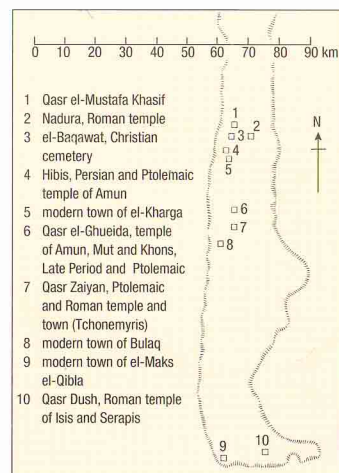 0 10 20 30 40 50 60 70 80 90 km
1 Qasr el-Mustafa Khasif
2 Nadura, Roman temple
3 el-Baqawat, Christian
cemetery
4 Hibis, Persian and Ptolemaic
temple of Amun
5 modern town of el-Kharga
6 Qasr el-Ghueida, temple
of Amun, Mut and Khons,
Late Period and Ptolemaic
7 Qasr Zaiyan, Ptolemaic
and Roman temple and
town (Tchonemyris)
8 modern town of Bulaq
9 modern town of el-Maks
el-Qibla
10 Qasr Dush, Roman temple
of Isis and Serapis
N
1
3 2
4
5
6
7
8
9 10